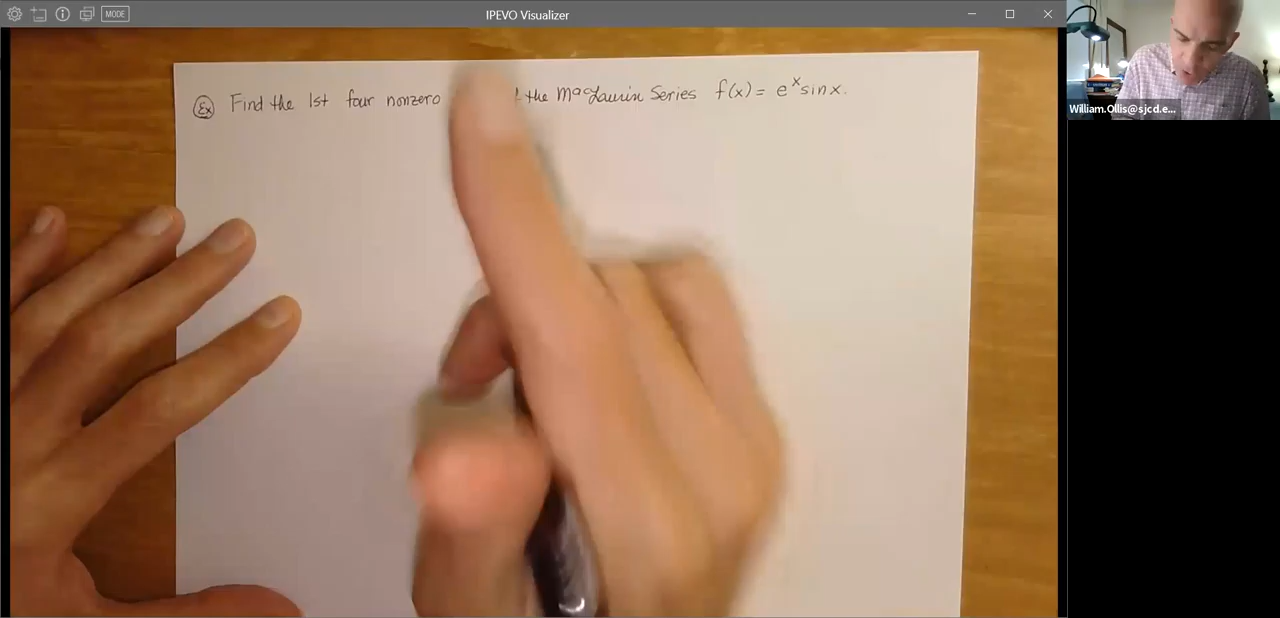 MODE
IPEVO Visualizer
Ex Find the 1st four nonzero the MacLaurin Series f(x) = e^x sin x.
William.Ollis@sjcd.e...